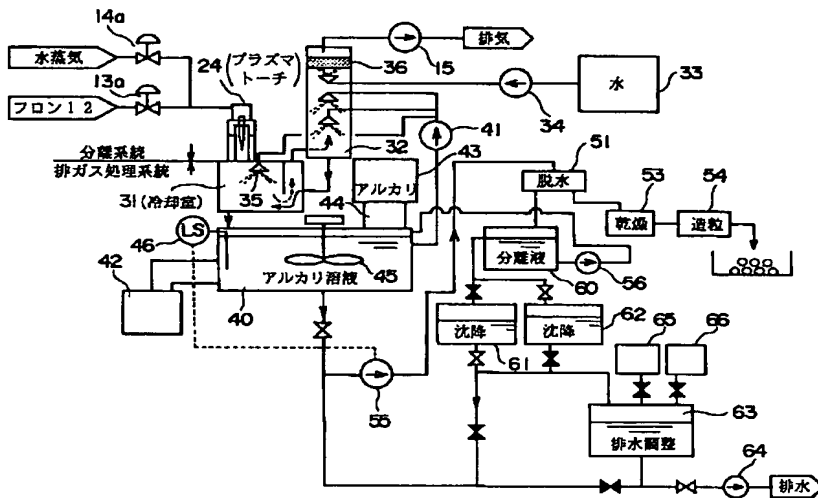 14a
水蒸気
13a
フロン12
24
(プラズマ
トーチ)
36
15
排気
水
33
34
41
32
分離系統
排ガス処理系統
31(冷却室)
35
43
アルカリ
44
51
脱水
53
乾燥
54
造粒
46
LS
42
アルカリ溶液
45
40
分離液
60
56
沈降
61
沈降
62
65
66
63
排水調整
55
64
排水